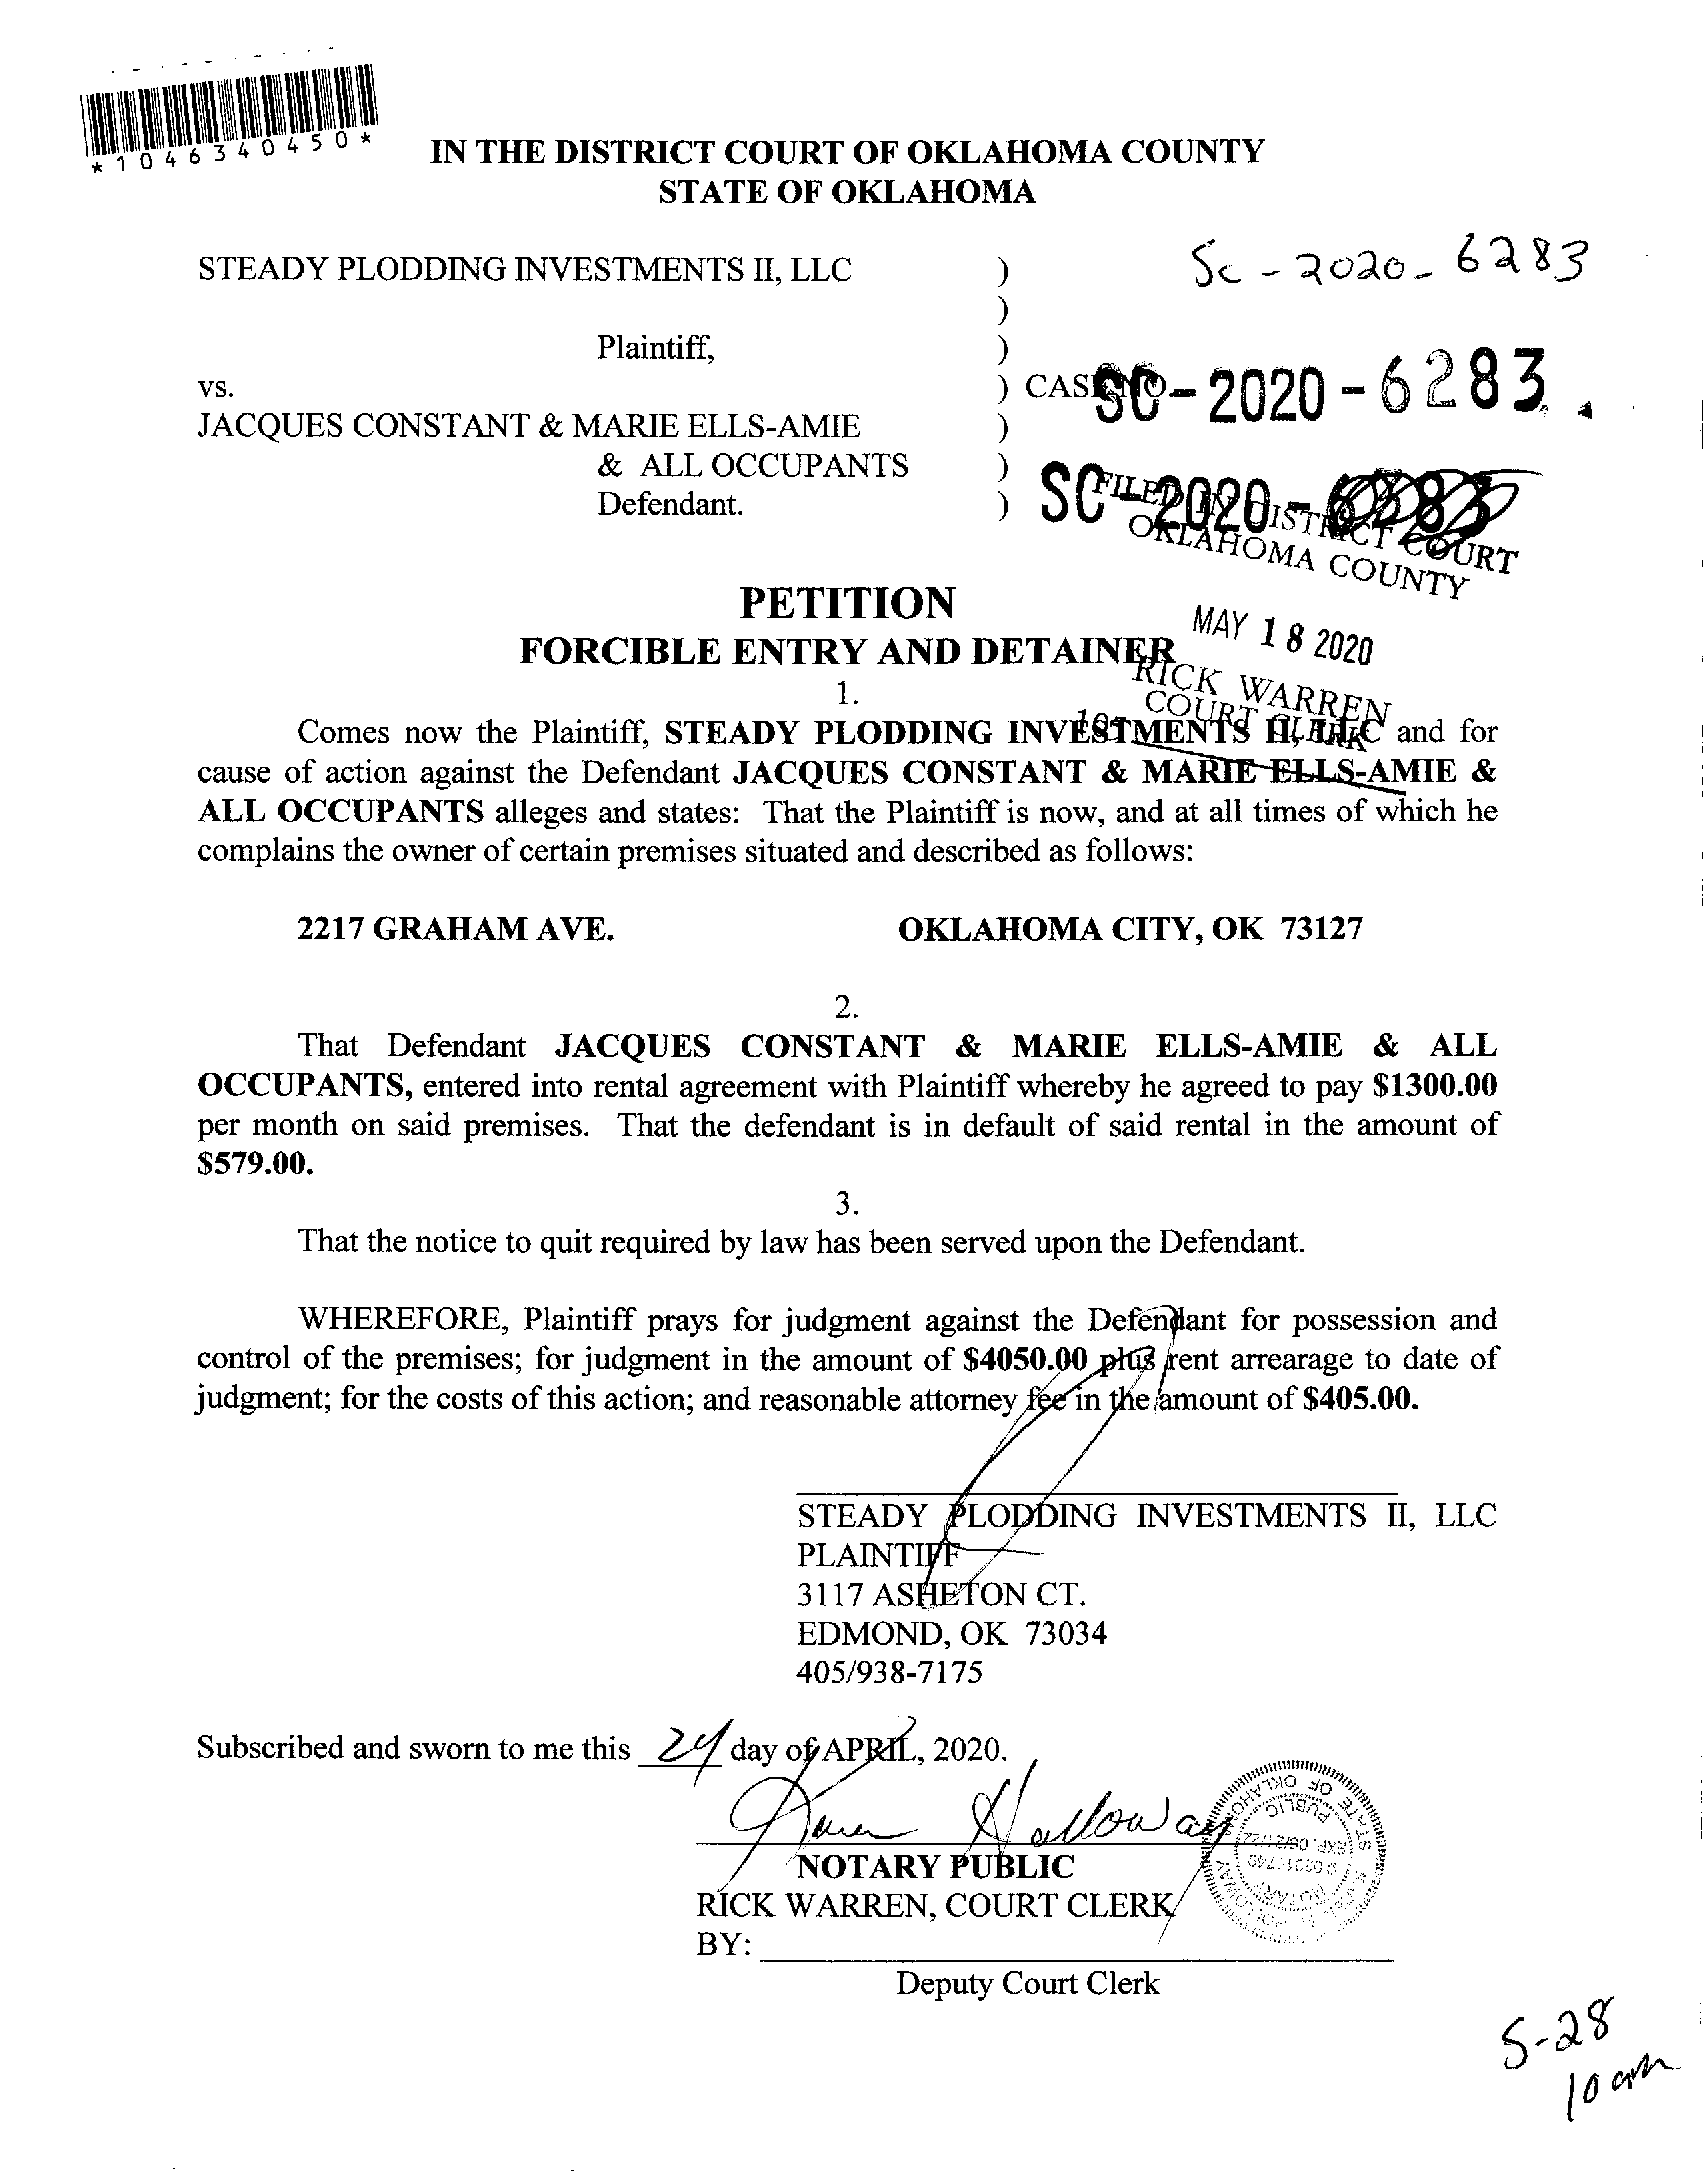 *1046340450*
IN THE DISTRICT COURT OF OKLAHOMA COUNTY
STATE OF OKLAHOMA
STEADY PLODDING INVESTMENTS II, LLC )
Sc - 2020 - 6283
)
Plaintiff, )
vs. ) CASE NO. SC-2020-6283.
JACQUES CONSTANT & MARIE ELLS-AMIE )
& ALL OCCUPANTS )
Defendant. ) SC-2020-
FILED IN DISTRICT COURT
OKLAHOMA COUNTY
PETITION
MAY 18 2020
FORCIBLE ENTRY AND DETAINER
RICK WARREN
COURT CLERK
1.
Comes now the Plaintiff, STEADY PLODDING INVESTMENTS II, LLC and for
cause of action against the Defendant JACQUES CONSTANT & MARIE ELLS-AMIE &
ALL OCCUPANTS alleges and states: That the Plaintiff is now, and at all times of which he
complains the owner of certain premises situated and described as follows:
2217 GRAHAM AVE. OKLAHOMA CITY, OK 73127
2.
That Defendant JACQUES CONSTANT & MARIE ELLS-AMIE & ALL
OCCUPANTS, entered into rental agreement with Plaintiff whereby he agreed to pay $1300.00
per month on said premises. That the defendant is in default of said rental in the amount of
$579.00.
3.
That the notice to quit required by law has been served upon the Defendant.
WHEREFORE, Plaintiff prays for judgment against the Defendant for possession and
control of the premises; for judgment in the amount of $4050.00 plus rent arrearage to date of
judgment; for the costs of this action; and reasonable attorney fee in the amount of $405.00.
STEADY PLODDING INVESTMENTS II, LLC
PLAINTIFF
3117 ASHETON CT.
EDMOND, OK 73034
405/938-7175
Subscribed and sworn to me this 24 day of APRIL, 2020.
Karen Holloway
NOTARY PUBLIC
RICK WARREN, COURT CLERK
BY:
Deputy Court Clerk
5-28
10 am